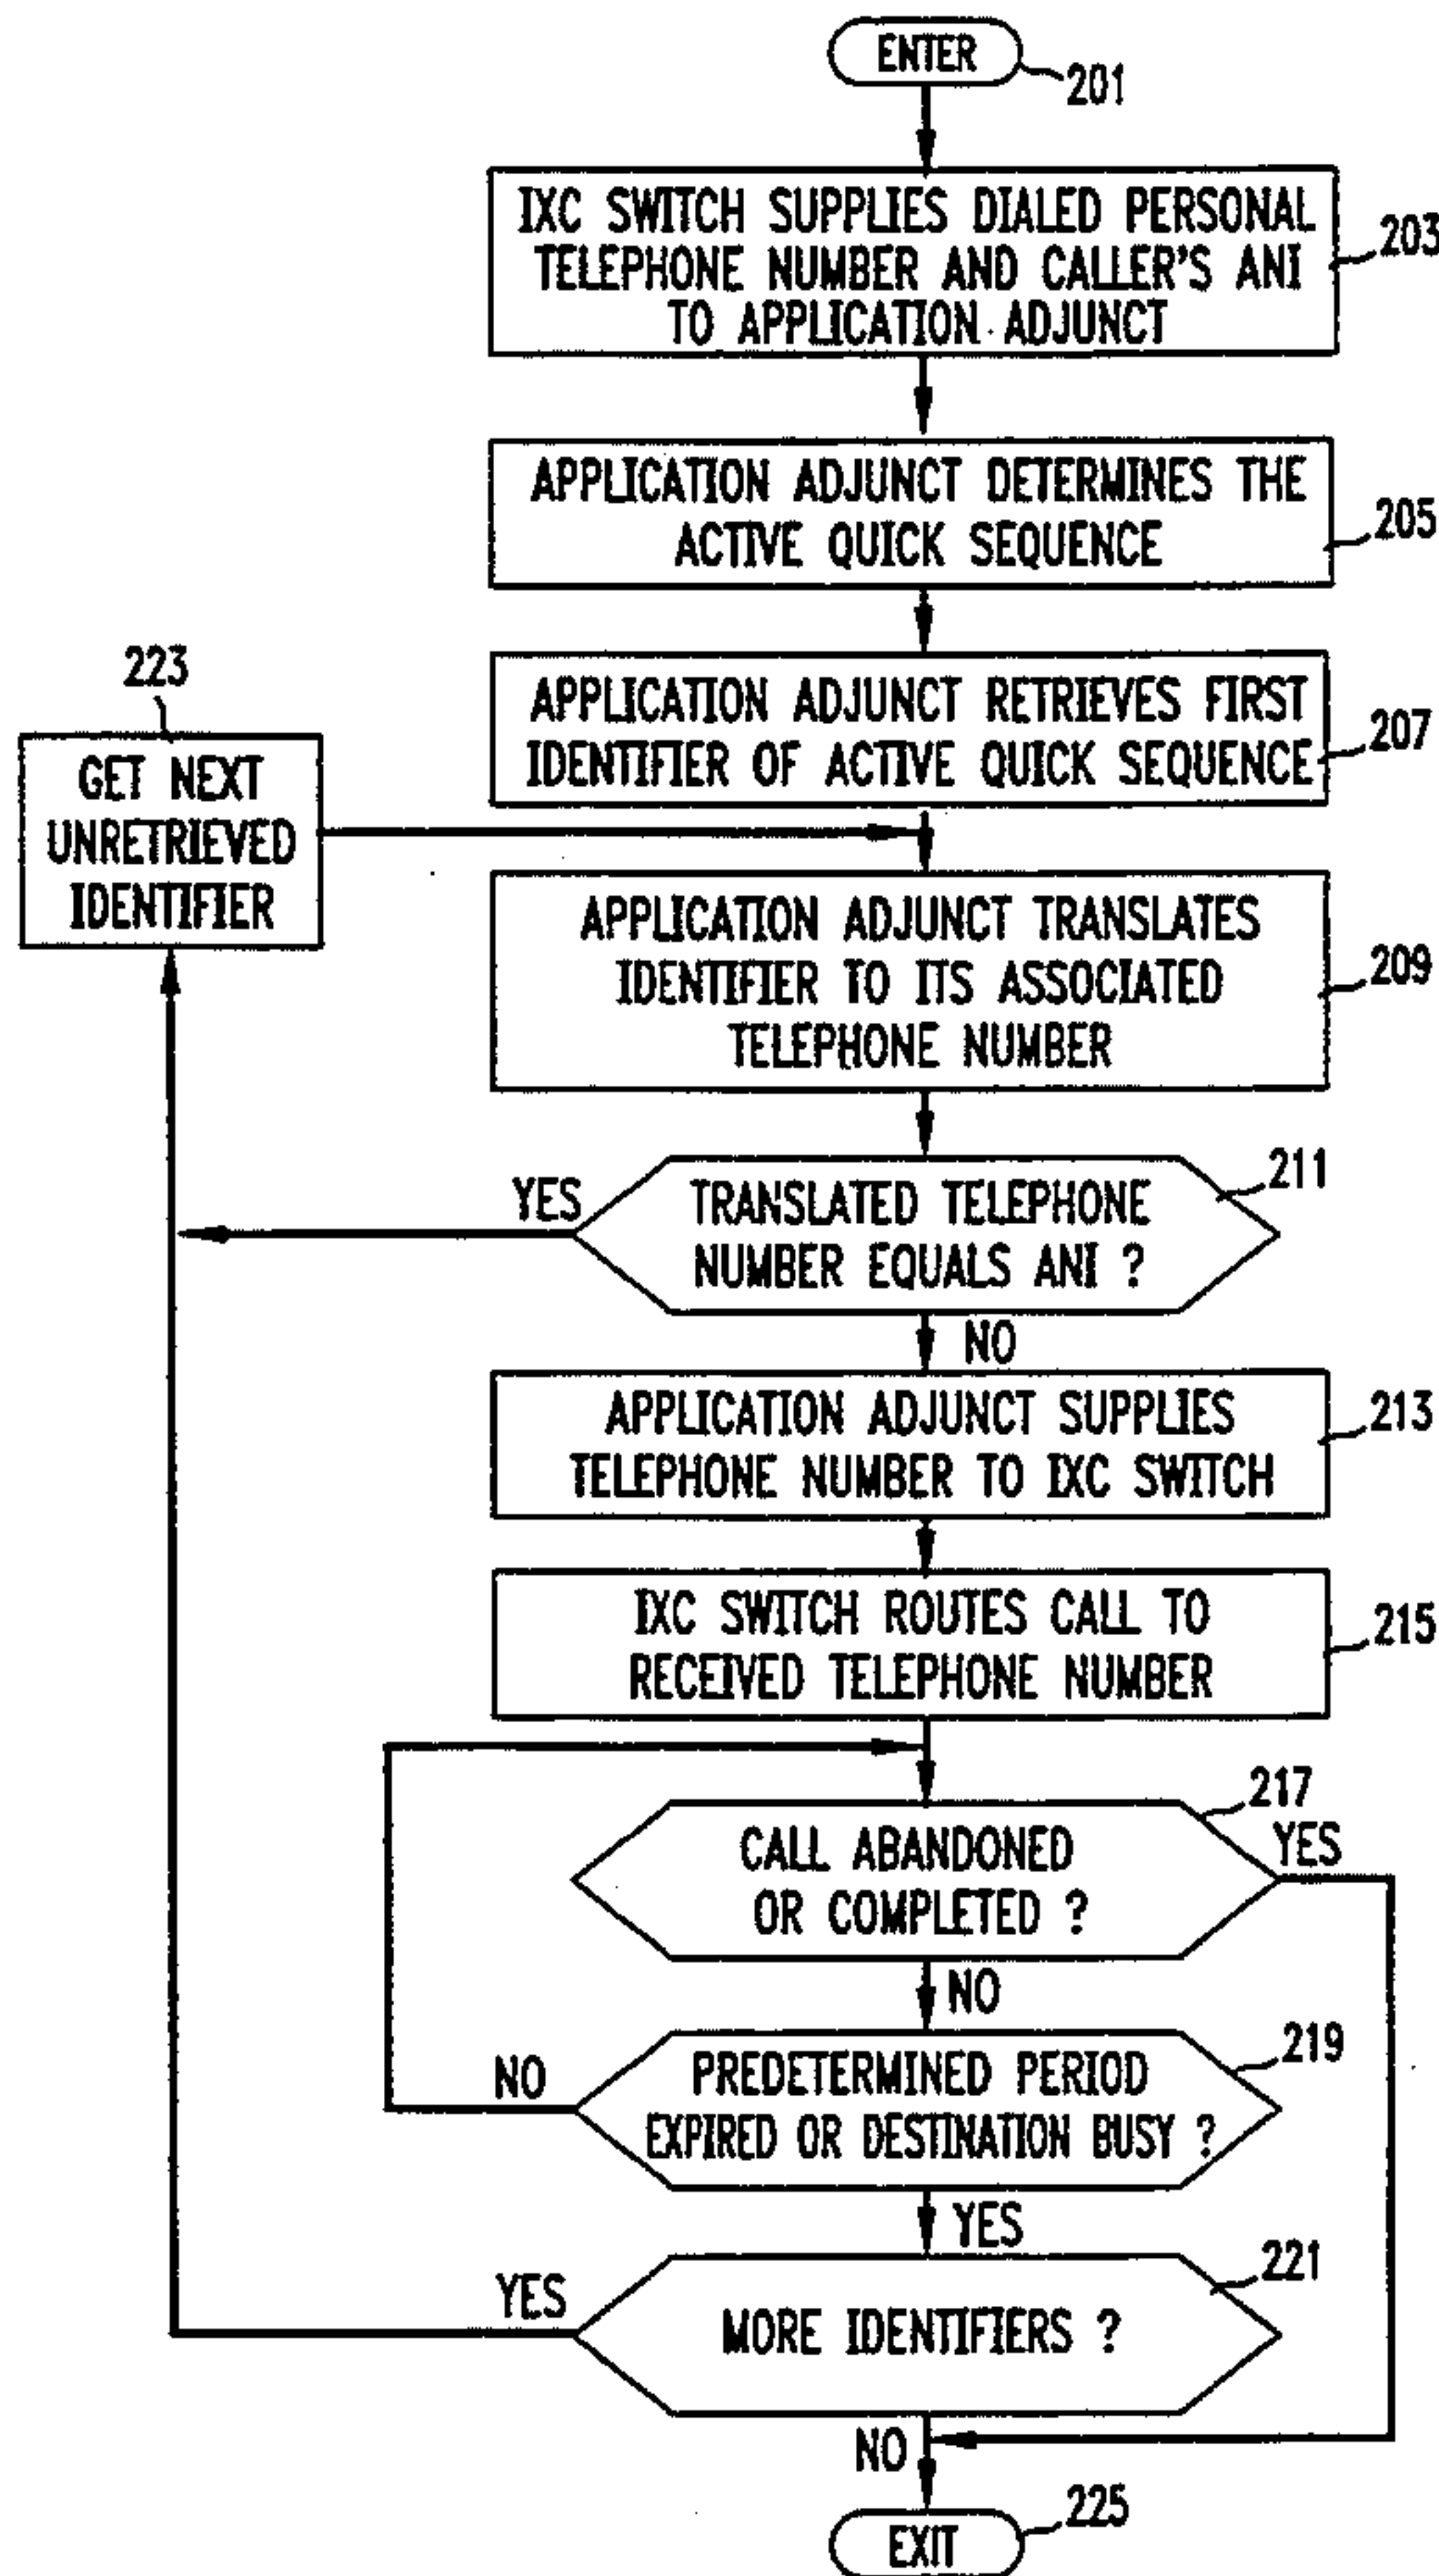 ENTER
201
IXC SWITCH SUPPLIES DIALED PERSONAL
TELEPHONE NUMBER AND CALLER'S ANI
TO APPLICATION ADJUNCT
203
APPLICATION ADJUNCT DETERMINES THE
ACTIVE QUICK SEQUENCE
205
APPLICATION ADJUNCT RETRIEVES FIRST
IDENTIFIER OF ACTIVE QUICK SEQUENCE
207
223
GET NEXT
UNRETRIEVED
IDENTIFIER
APPLICATION ADJUNCT TRANSLATES
IDENTIFIER TO ITS ASSOCIATED
TELEPHONE NUMBER
209
211
YES
TRANSLATED TELEPHONE
NUMBER EQUALS ANI ?
NO
APPLICATION ADJUNCT SUPPLIES
TELEPHONE NUMBER TO IXC SWITCH
213
IXC SWITCH ROUTES CALL TO
RECEIVED TELEPHONE NUMBER
215
217
CALL ABANDONED
OR COMPLETED ?
YES
NO
219
NO
PREDETERMINED PERIOD
EXPIRED OR DESTINATION BUSY ?
YES
221
YES
MORE IDENTIFIERS ?
NO
225
EXIT